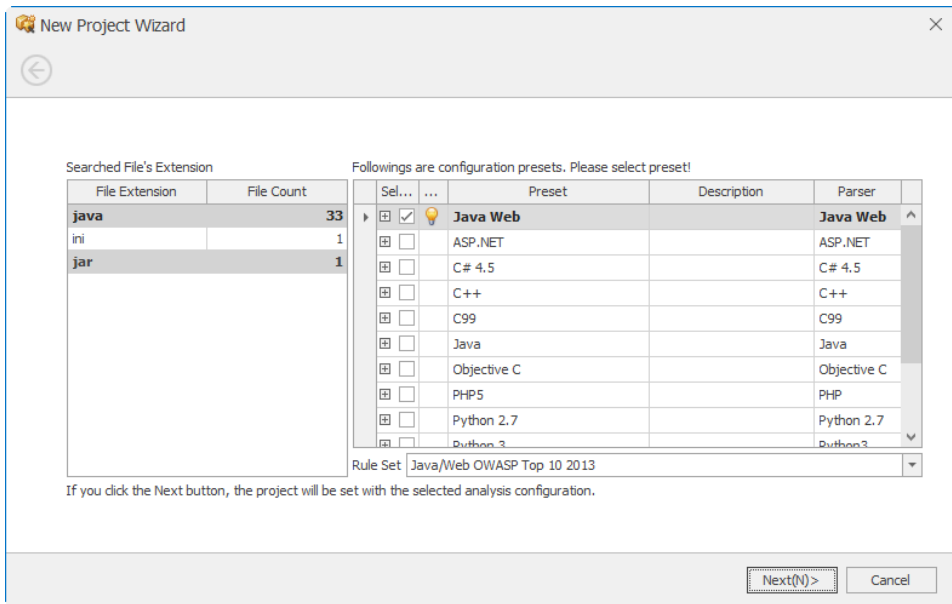 New Project Wizard
Searched File's Extension
Followings are configuration presets. Please select preset!
File Extension File Count
Sel... ... Preset Description Parser
java 33
Java Web Java Web
ini 1
ASP.NET ASP.NET
jar 1
C# 4.5 C# 4.5
C++ C++
C99 C99
Java Java
Objective C Objective C
PHP5 PHP
Python 2.7 Python 2.7
Python 3 Python3
Rule Set Java/Web OWASP Top 10 2013
If you click the Next button, the project will be set with the selected analysis configuration.
Next(N)> Cancel